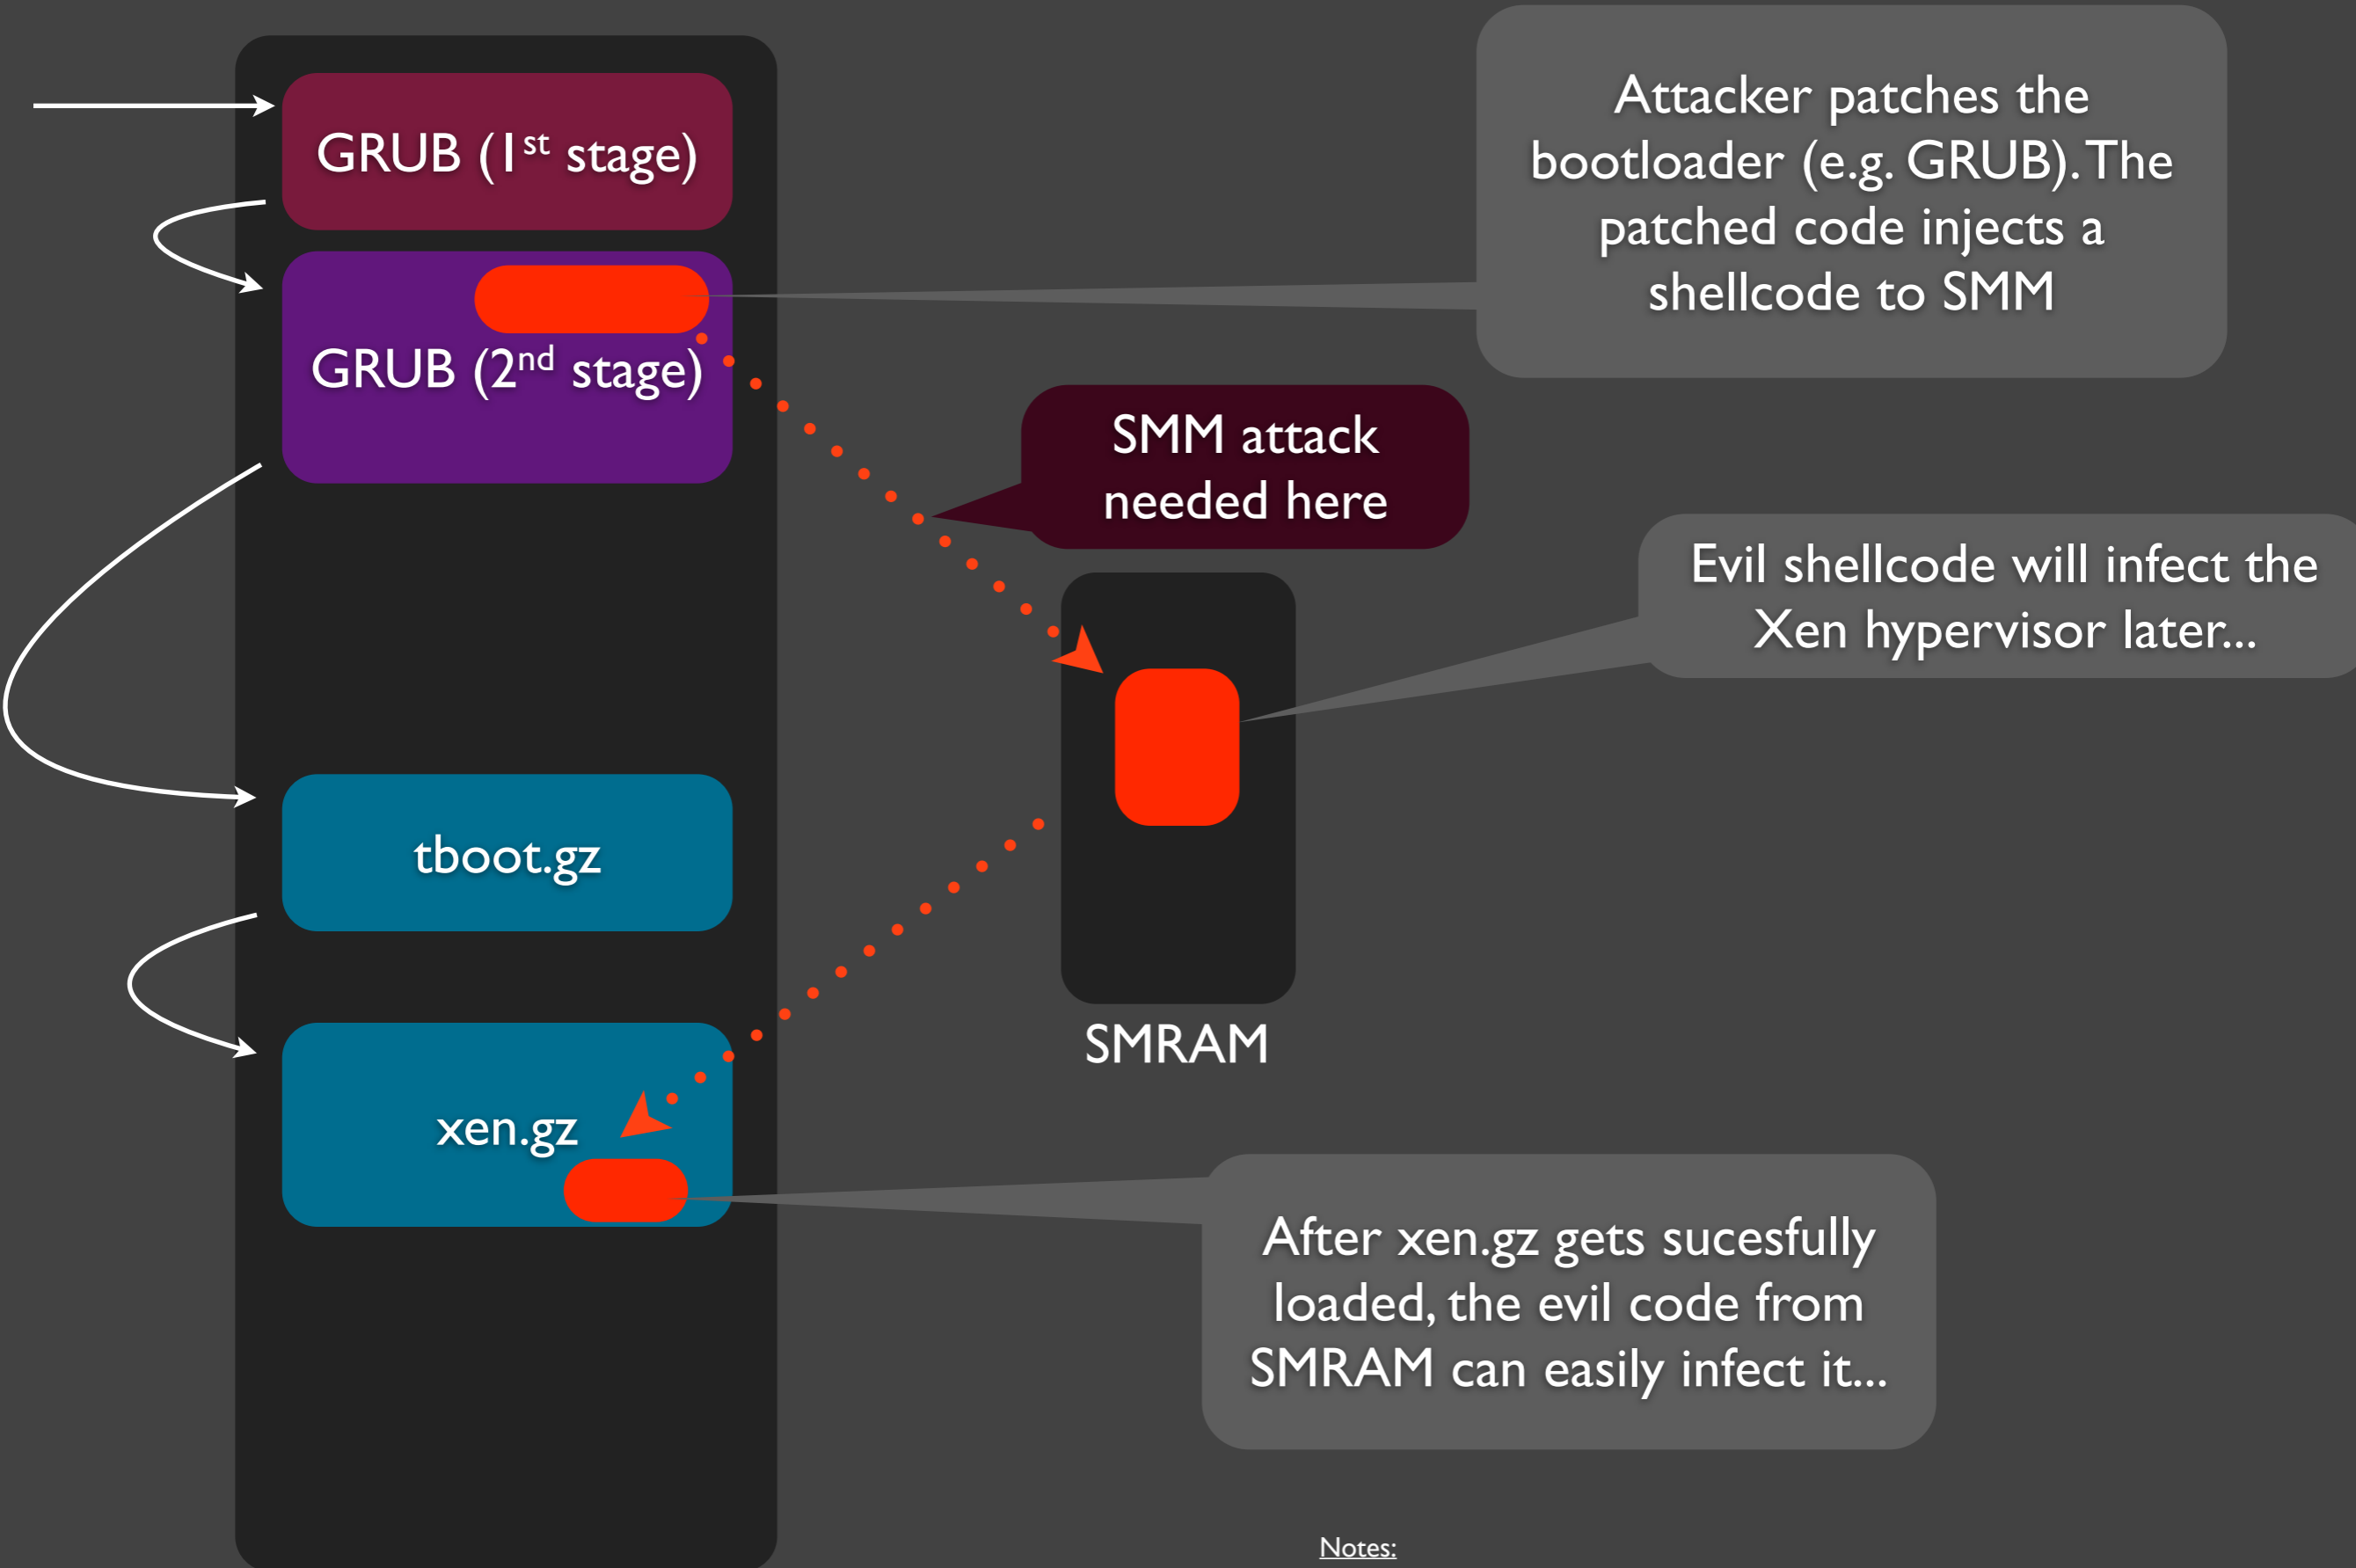 GRUB (1st stage)
GRUB (2nd stage)
tboot.gz
xen.gz
Attacker patches the
bootloader (e.g. GRUB). The
patched code injects a
shellcode to SMM
SMM attack
needed here
Evil shellcode will infect the
Xen hypervisor later...
SMRAM
After xen.gz gets sucesfully
loaded, the evil code from
SMRAM can easily infect it...
Notes: